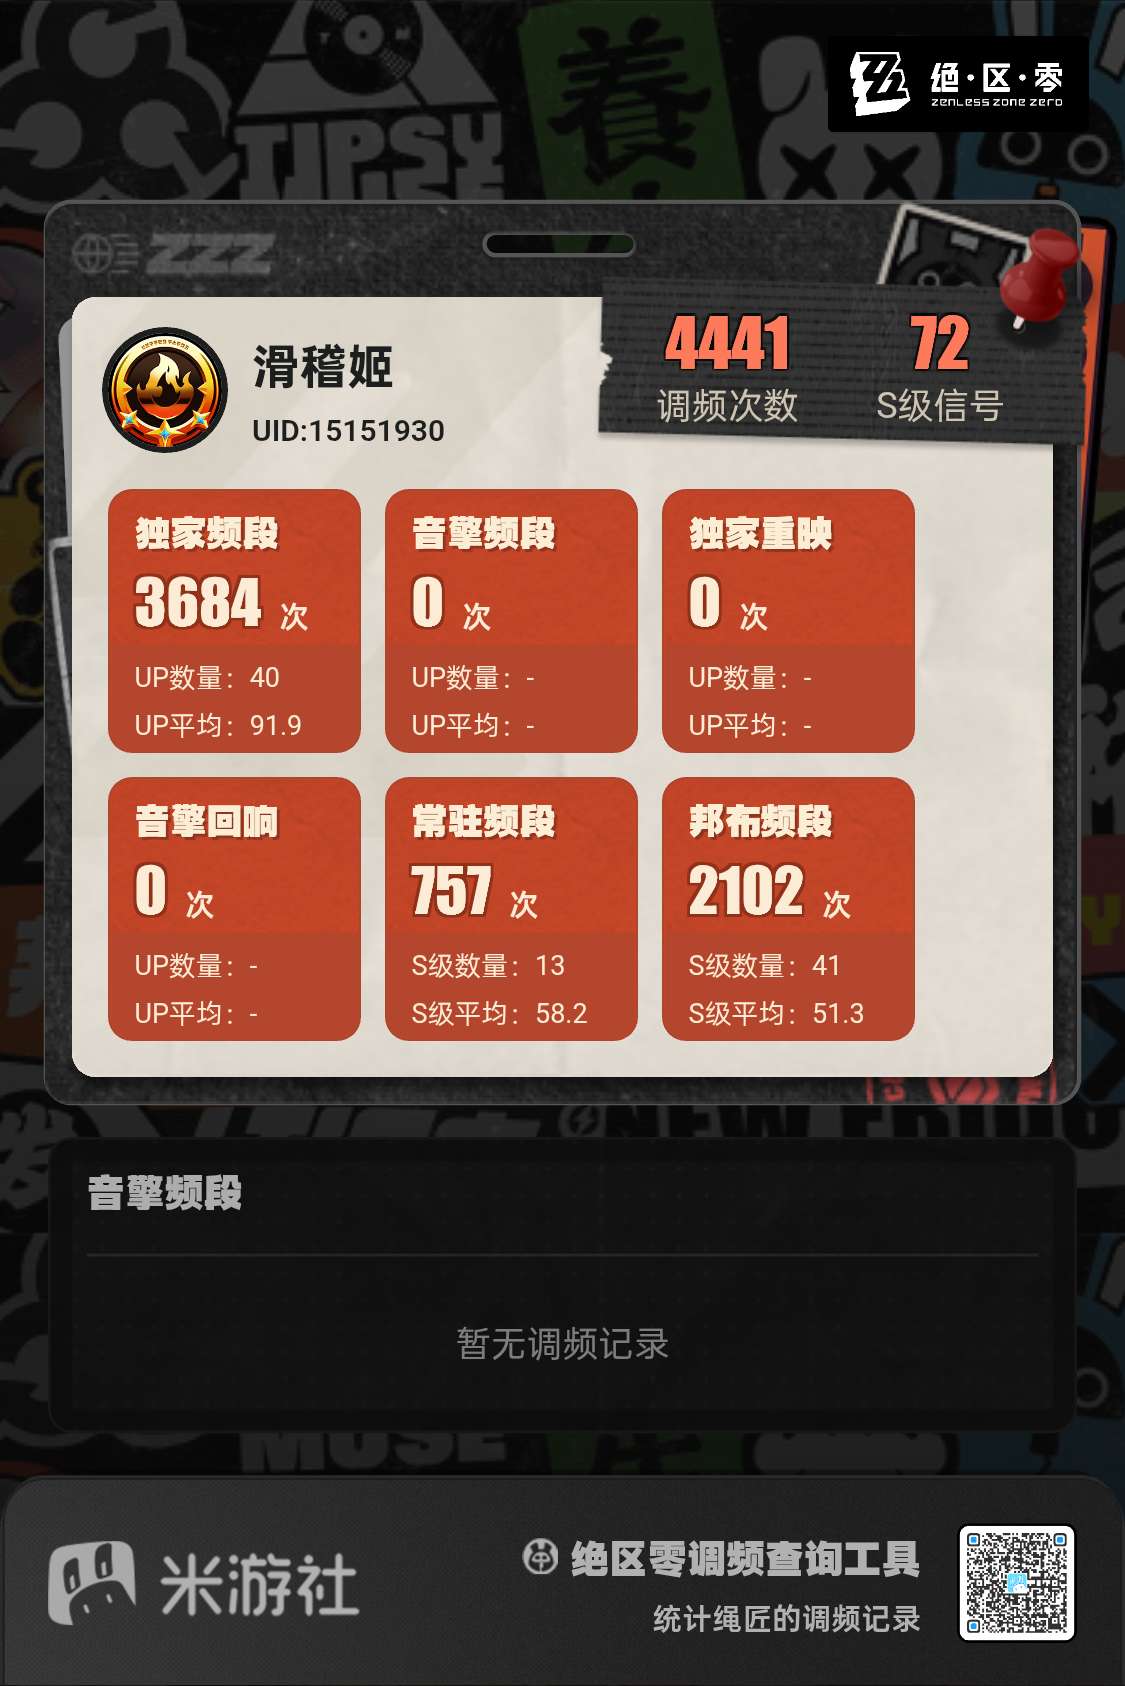 TIPSY
養
绝·区·零
ZENLESS ZONE ZERO
ZZZ
滑稽姬
UID:15151930
4441
调频次数
72
S级信号
独家频段
3684 次
UP数量：40
UP平均：91.9
音擎频段
0 次
UP数量：-
UP平均：-
独家重映
0 次
UP数量：-
UP平均：-
音擎回响
0 次
UP数量：-
UP平均：-
常驻频段
757 次
S级数量：13
S级平均：58.2
邦布频段
2102 次
S级数量：41
S级平均：51.3
音擎频段
暂无调频记录
米游社
绝区零调频查询工具
统计绳匠的调频记录